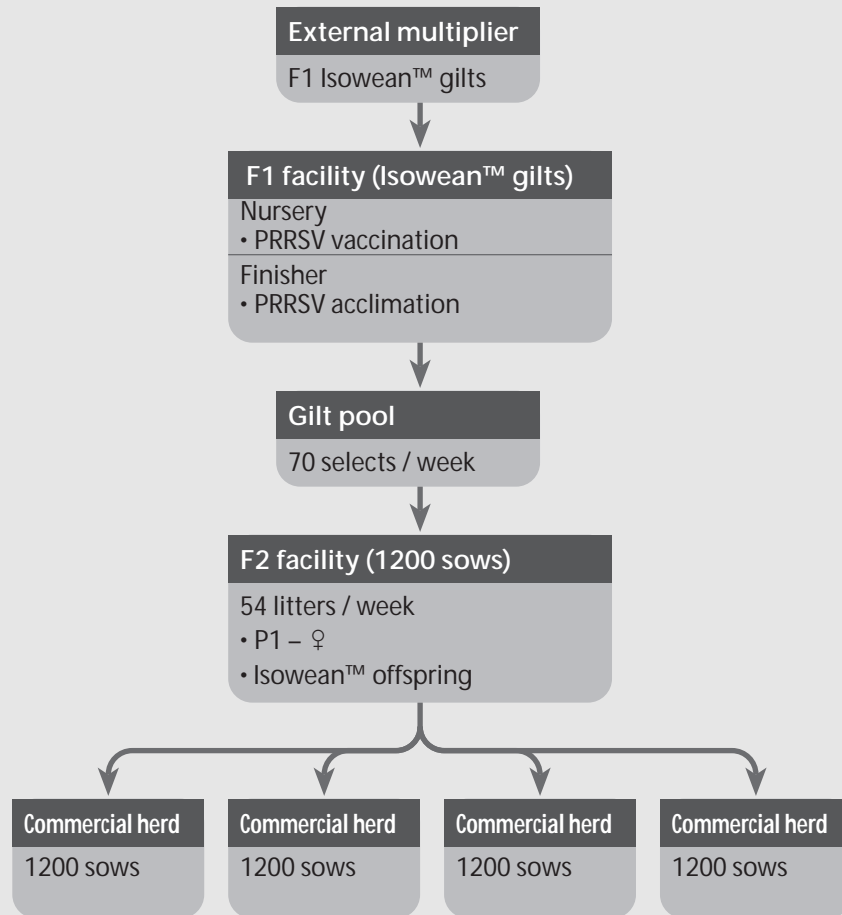 External multiplier
F1 Isowean™ gilts
F1 facility (Isowean™ gilts)
Nursery
• PRRSV vaccination
Finisher
• PRRSV acclimation
Gilt pool
70 selects / week
F2 facility (1200 sows)
54 litters / week
• P1 – ♀
• Isowean™ offspring
Commercial herd
1200 sows
Commercial herd
1200 sows
Commercial herd
1200 sows
Commercial herd
1200 sows